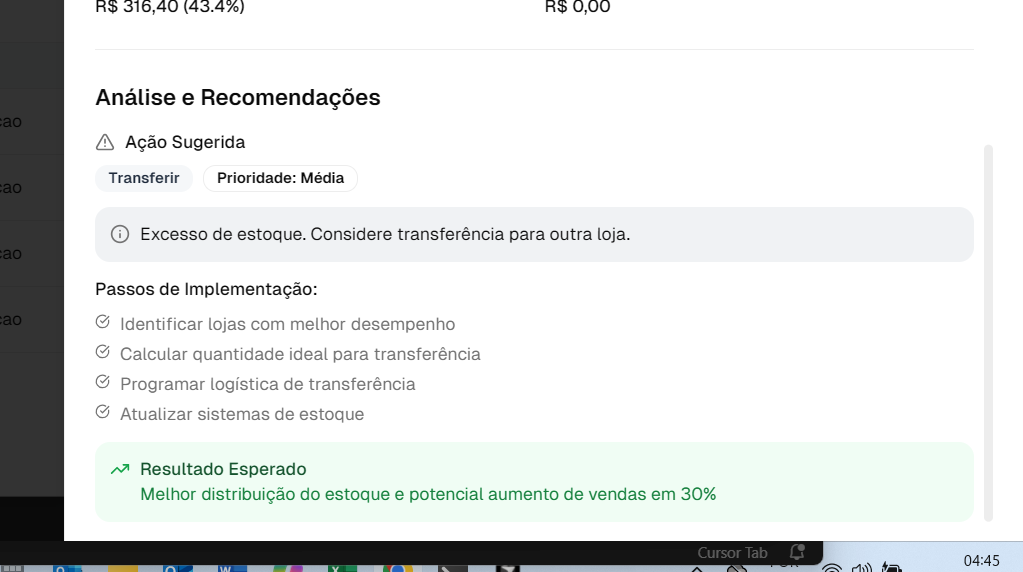 R$ 316,40 (43.4%)
R$ 0,00
Análise e Recomendações
Ação Sugerida
Transferir
Prioridade: Média
Excesso de estoque. Considere transferência para outra loja.
Passos de Implementação:
Identificar lojas com melhor desempenho
Calcular quantidade ideal para transferência
Programar logística de transferência
Atualizar sistemas de estoque
Resultado Esperado
Melhor distribuição do estoque e potencial aumento de vendas em 30%
cao
cao
cao
cao
Cursor Tab
04:45